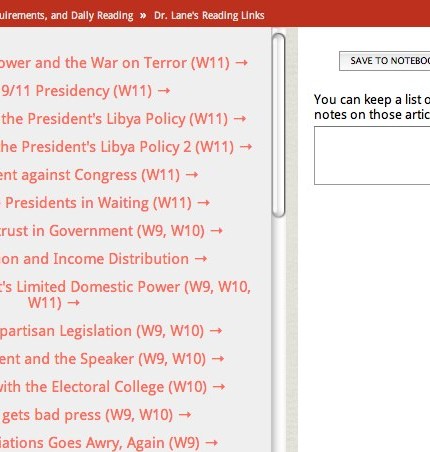 uirements, and Daily Reading » Dr. Lane's Reading Links
ower and the War on Terror (W11) →
9/11 Presidency (W11) →
the President's Libya Policy (W11) →
he President's Libya Policy 2 (W11) →
ent against Congress (W11) →
Presidents in Waiting (W11) →
trust in Government (W9, W10) →
on and Income Distribution →
t's Limited Domestic Power (W9, W10,
W11) →
partisan Legislation (W9, W10) →
ent and the Speaker (W9, W10) →
with the Electoral College (W10) →
gets bad press (W9, W10) →
iations Goes Awry, Again (W9) →
SAVE TO NOTEBOO
You can keep a list o
notes on those artic